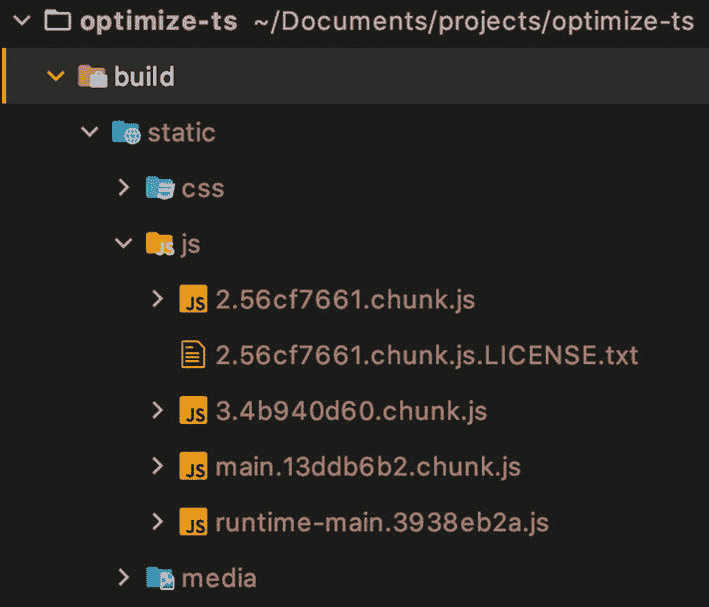 optimize-ts ~/Documents/projects/optimize-ts
build
static
css
js
JS 2.56cf7661.chunk.js
2.56cf7661.chunk.js.LICENSE.txt
JS 3.4b940d60.chunk.js
JS main.13ddb6b2.chunk.js
JS runtime-main.3938eb2a.js
media